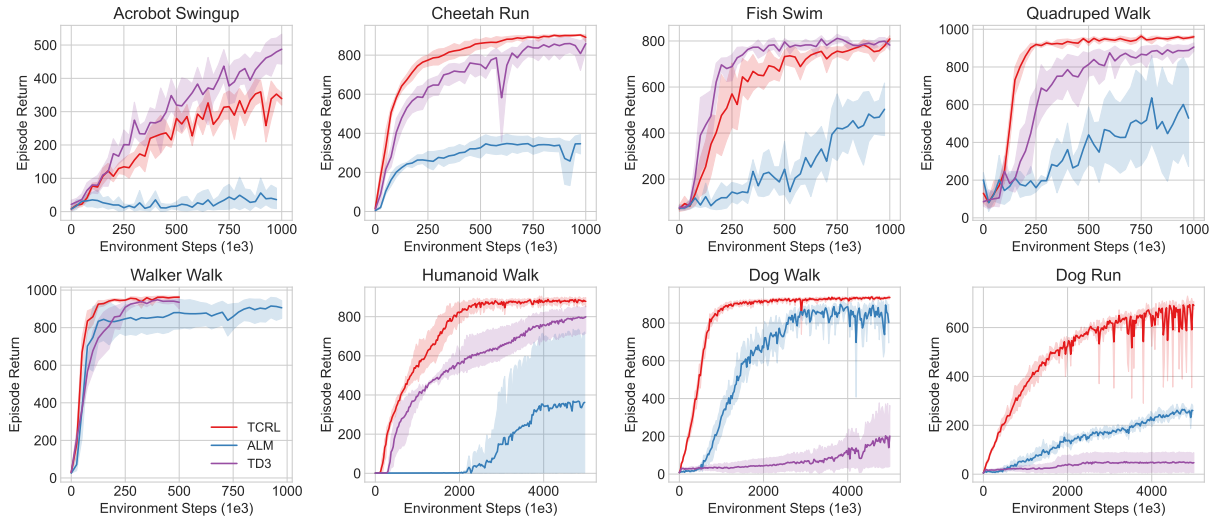 Acrobot Swingup
Episode Return
500
400
300
200
100
0
0 250 500 750 1000
Environment Steps (1e3)
Cheetah Run
Episode Return
800
600
400
200
0
0 250 500 750 1000
Environment Steps (1e3)
Fish Swim
Episode Return
800
600
400
200
0 250 500 750 1000
Environment Steps (1e3)
Quadruped Walk
Episode Return
1000
800
600
400
200
0
0 250 500 750 1000
Environment Steps (1e3)
Walker Walk
Episode Return
1000
800
600
400
200
0
TCRL
ALM
TD3
0 250 500 750 1000
Environment Steps (1e3)
Humanoid Walk
Episode Return
800
600
400
200
0
0 2000 4000
Environment Steps (1e3)
Dog Walk
Episode Return
800
600
400
200
0
0 2000 4000
Environment Steps (1e3)
Dog Run
Episode Return
600
400
200
0
0 2000 4000
Environment Steps (1e3)